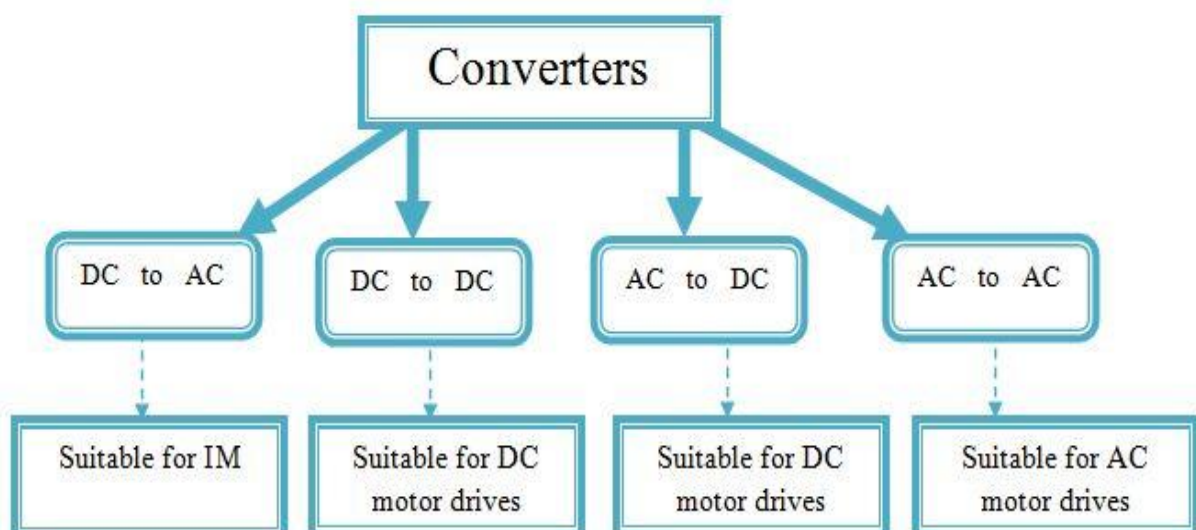 Converters
DC to AC
DC to DC
AC to DC
AC to AC
Suitable for IM
Suitable for DC
motor drives
Suitable for DC
motor drives
Suitable for AC
motor drives